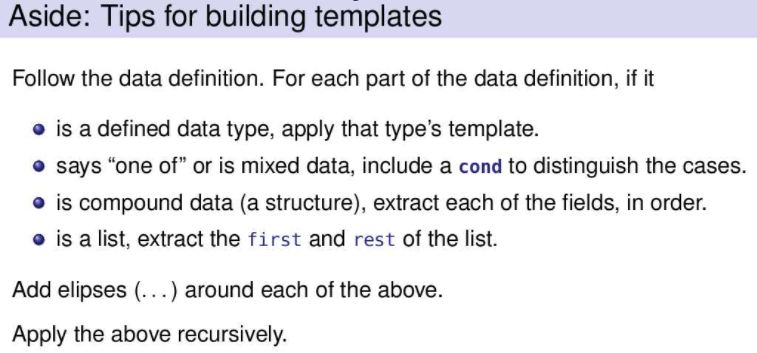 Aside: Tips for building templates
Follow the data definition. For each part of the data definition, if it
is a defined data type, apply that type's template.
says “one of” or is mixed data, include a cond to distinguish the cases.
is compound data (a structure), extract each of the fields, in order.
is a list, extract the first and rest of the list.
Add elipses (...) around each of the above.
Apply the above recursively.